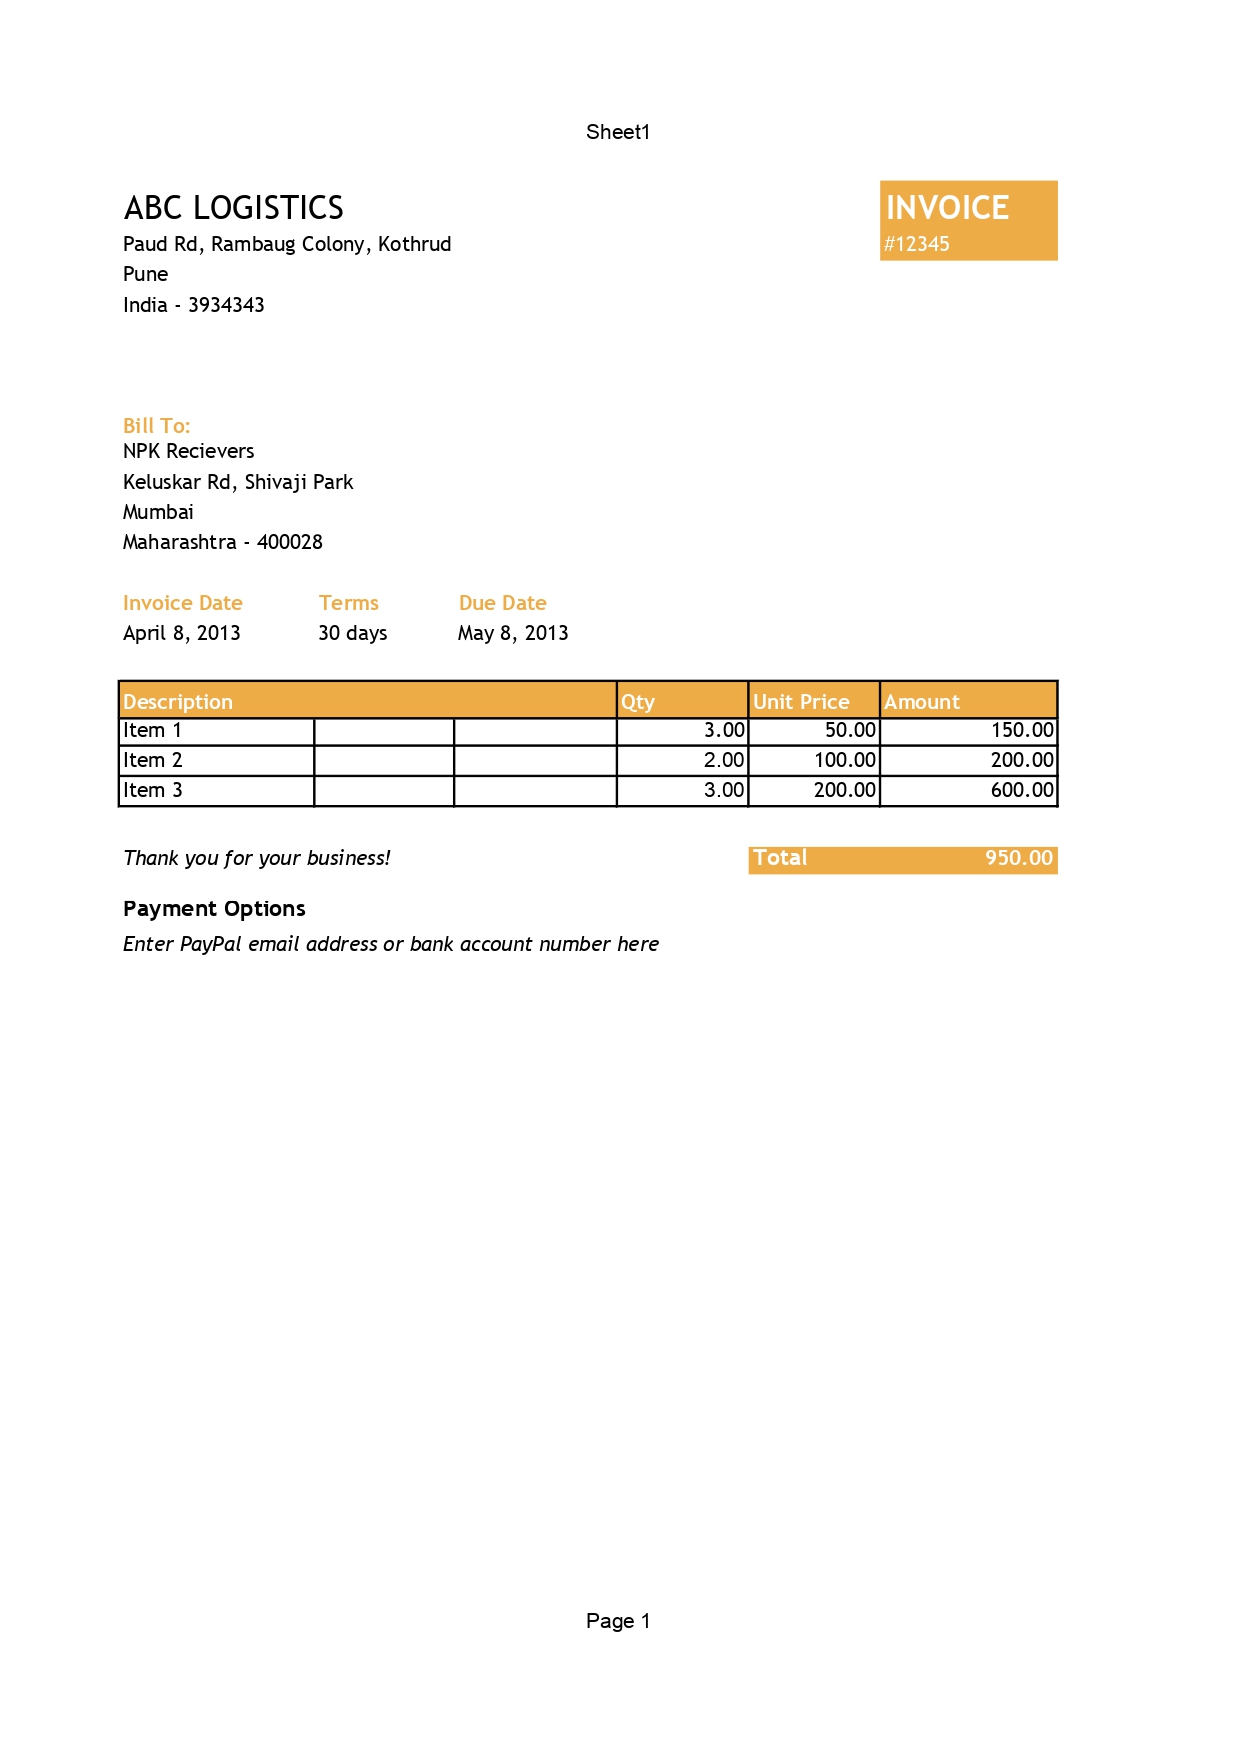 Sheet1
ABC LOGISTICS
INVOICE
Paud Rd, Rambaug Colony, Kothrud
#12345
Pune
India - 3934343
Bill To:
NPK Recievers
Keluskar Rd, Shivaji Park
Mumbai
Maharashtra - 400028
Invoice Date Terms Due Date
April 8, 2013 30 days May 8, 2013
Description Qty Unit Price Amount
Item 1 3.00 50.00 150.00
Item 2 2.00 100.00 200.00
Item 3 3.00 200.00 600.00
Thank you for your business! Total 950.00
Payment Options
Enter PayPal email address or bank account number here
Page 1